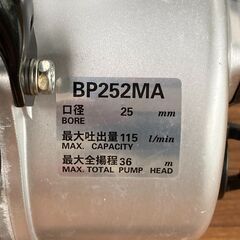 BP252MA
口径 25 mm
BORE
最大吐出量 115 l/min
MAX. CAPACITY
最大全揚程 36 m
MAX. TOTAL PUMP HEAD